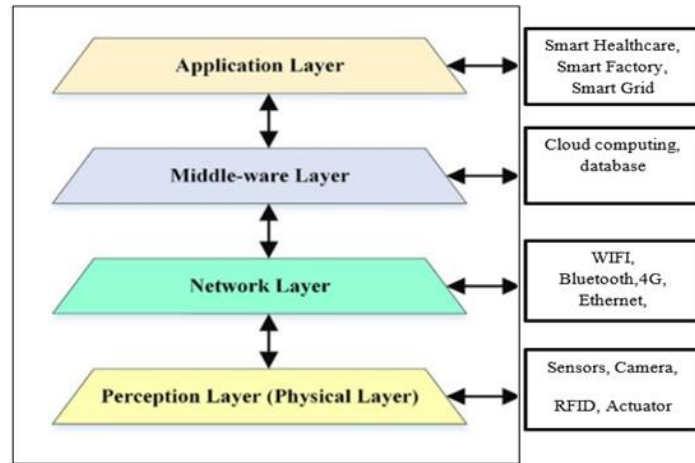 Application Layer
Smart Healthcare,
Smart Factory,
Smart Grid
Middle-ware Layer
Cloud computing,
database
Network Layer
WIFI,
Bluetooth,4G,
Ethernet,
Perception Layer (Physical Layer)
Sensors, Camera,
RFID, Actuator